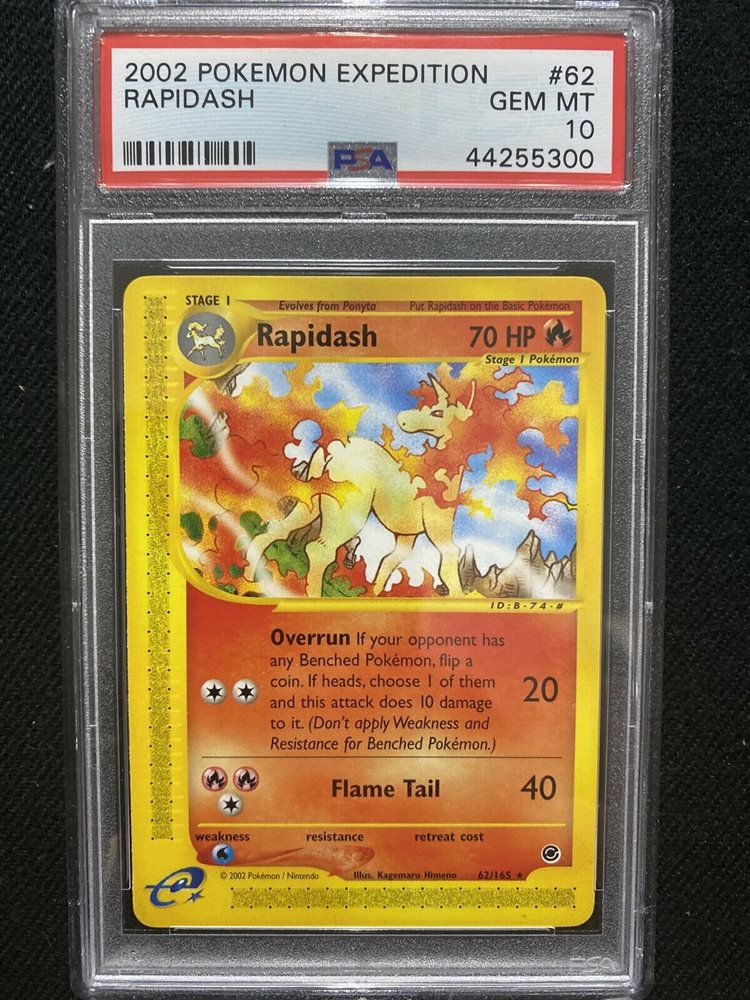 2002 POKEMON EXPEDITION #62
RAPIDASH GEM MT
10
PSA 44255300
STAGE 1 Evolves from Ponyta Put Rapidash on the Basic Pokémon
Rapidash 70 HP
Stage 1 Pokémon
ID:B-74-#
Overrun If your opponent has
any Benched Pokémon, flip a
coin. If heads, choose 1 of them
and this attack does 10 damage
to it. (Don't apply Weakness and
Resistance for Benched Pokémon.)
20
Flame Tail 40
weakness resistance retreat cost
© 2002 Pokémon / Nintendo Illus. Kagemaru Himeno 62/165 ★
e